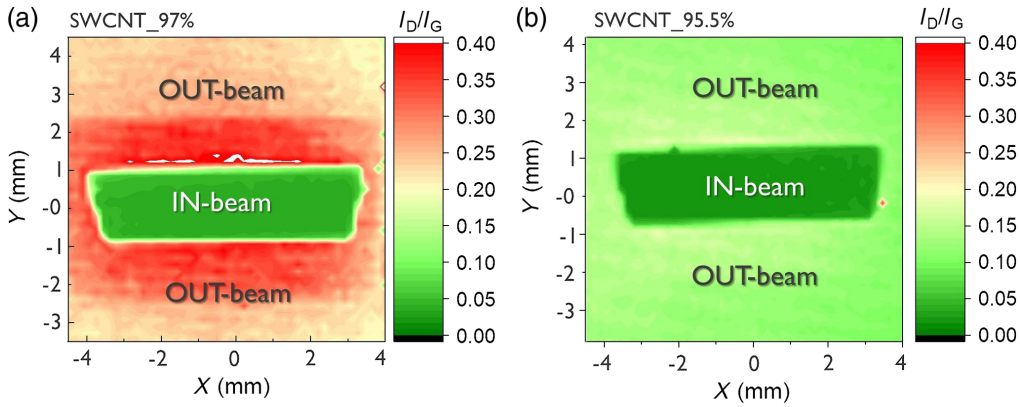 (a) SWCNT_97% I_D/I_G
4
3
2
1
-0
-1
-2
-3
Y (mm)
OUT-beam
IN-beam
OUT-beam
-4 -2 0 2 4
X (mm)
0.40
0.35
0.30
0.25
0.20
0.15
0.10
0.05
0.00
(b) SWCNT_95.5% I_D/I_G
4
3
2
1
-0
-1
-2
-3
Y (mm)
OUT-beam
IN-beam
OUT-beam
-4 -2 0 2 4
X (mm)
0.40
0.35
0.30
0.25
0.20
0.15
0.10
0.05
0.00